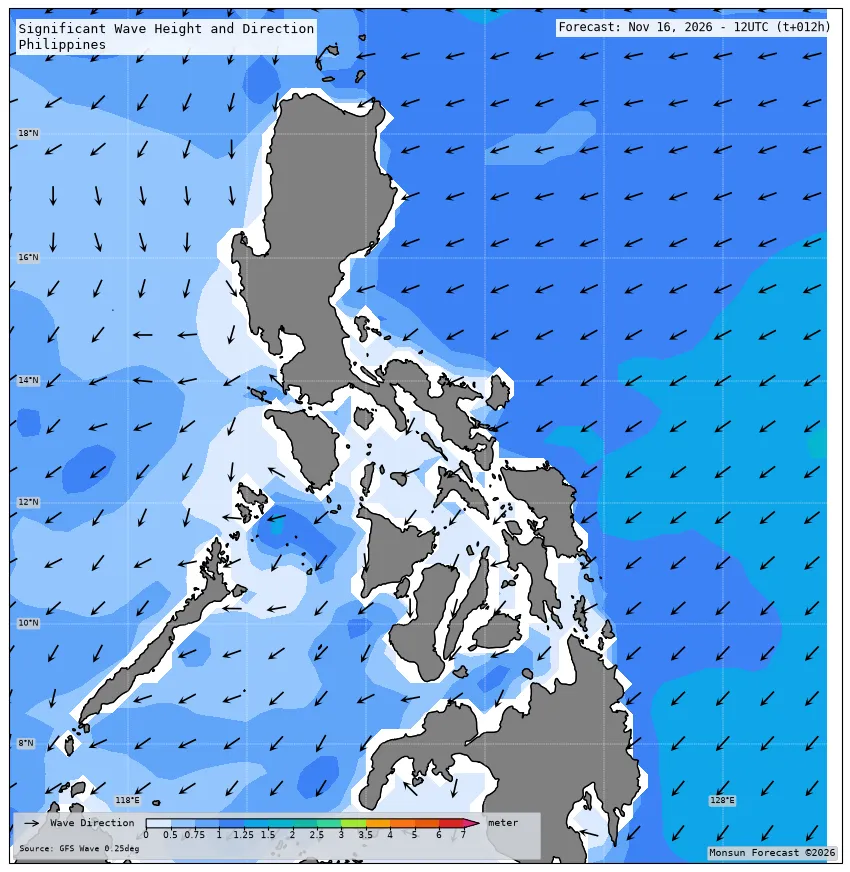 Significant Wave Height and Direction
Philippines
Forecast: Nov 16, 2026 - 12UTC (t+012h)
18°N
16°N
14°N
12°N
10°N
8°N
118°E
128°E
Wave Direction
0 0.5 0.75 1 1.25 1.5 2 2.5 3 3.5 4 5 6 7
meter
Source: GFS Wave 0.25deg
Monsun Forecast ©2026